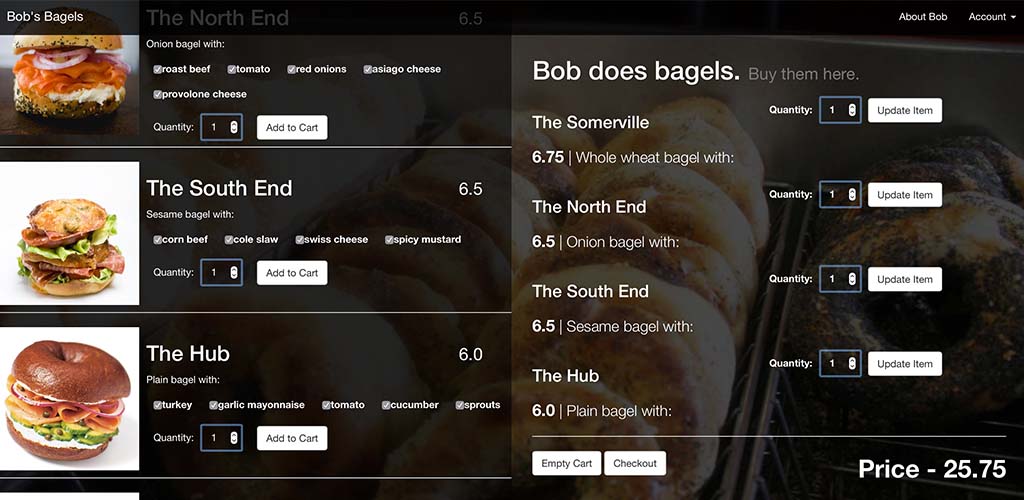 Bob's Bagels
About Bob
Account
The North End
6.5
Onion bagel with:
roast beef
tomato
red onions
asiago cheese
provolone cheese
Quantity:
1
Add to Cart
The South End
6.5
Sesame bagel with:
corn beef
cole slaw
swiss cheese
spicy mustard
Quantity:
1
Add to Cart
The Hub
6.0
Plain bagel with:
turkey
garlic mayonnaise
tomato
cucumber
sprouts
Quantity:
1
Add to Cart
Bob does bagels. Buy them here.
Quantity:
1
Update Item
The Somerville
6.75 | Whole wheat bagel with:
Quantity:
1
Update Item
The North End
6.5 | Onion bagel with:
Quantity:
1
Update Item
The South End
6.5 | Sesame bagel with:
Quantity:
1
Update Item
The Hub
6.0 | Plain bagel with:
Empty Cart
Checkout
Price - 25.75